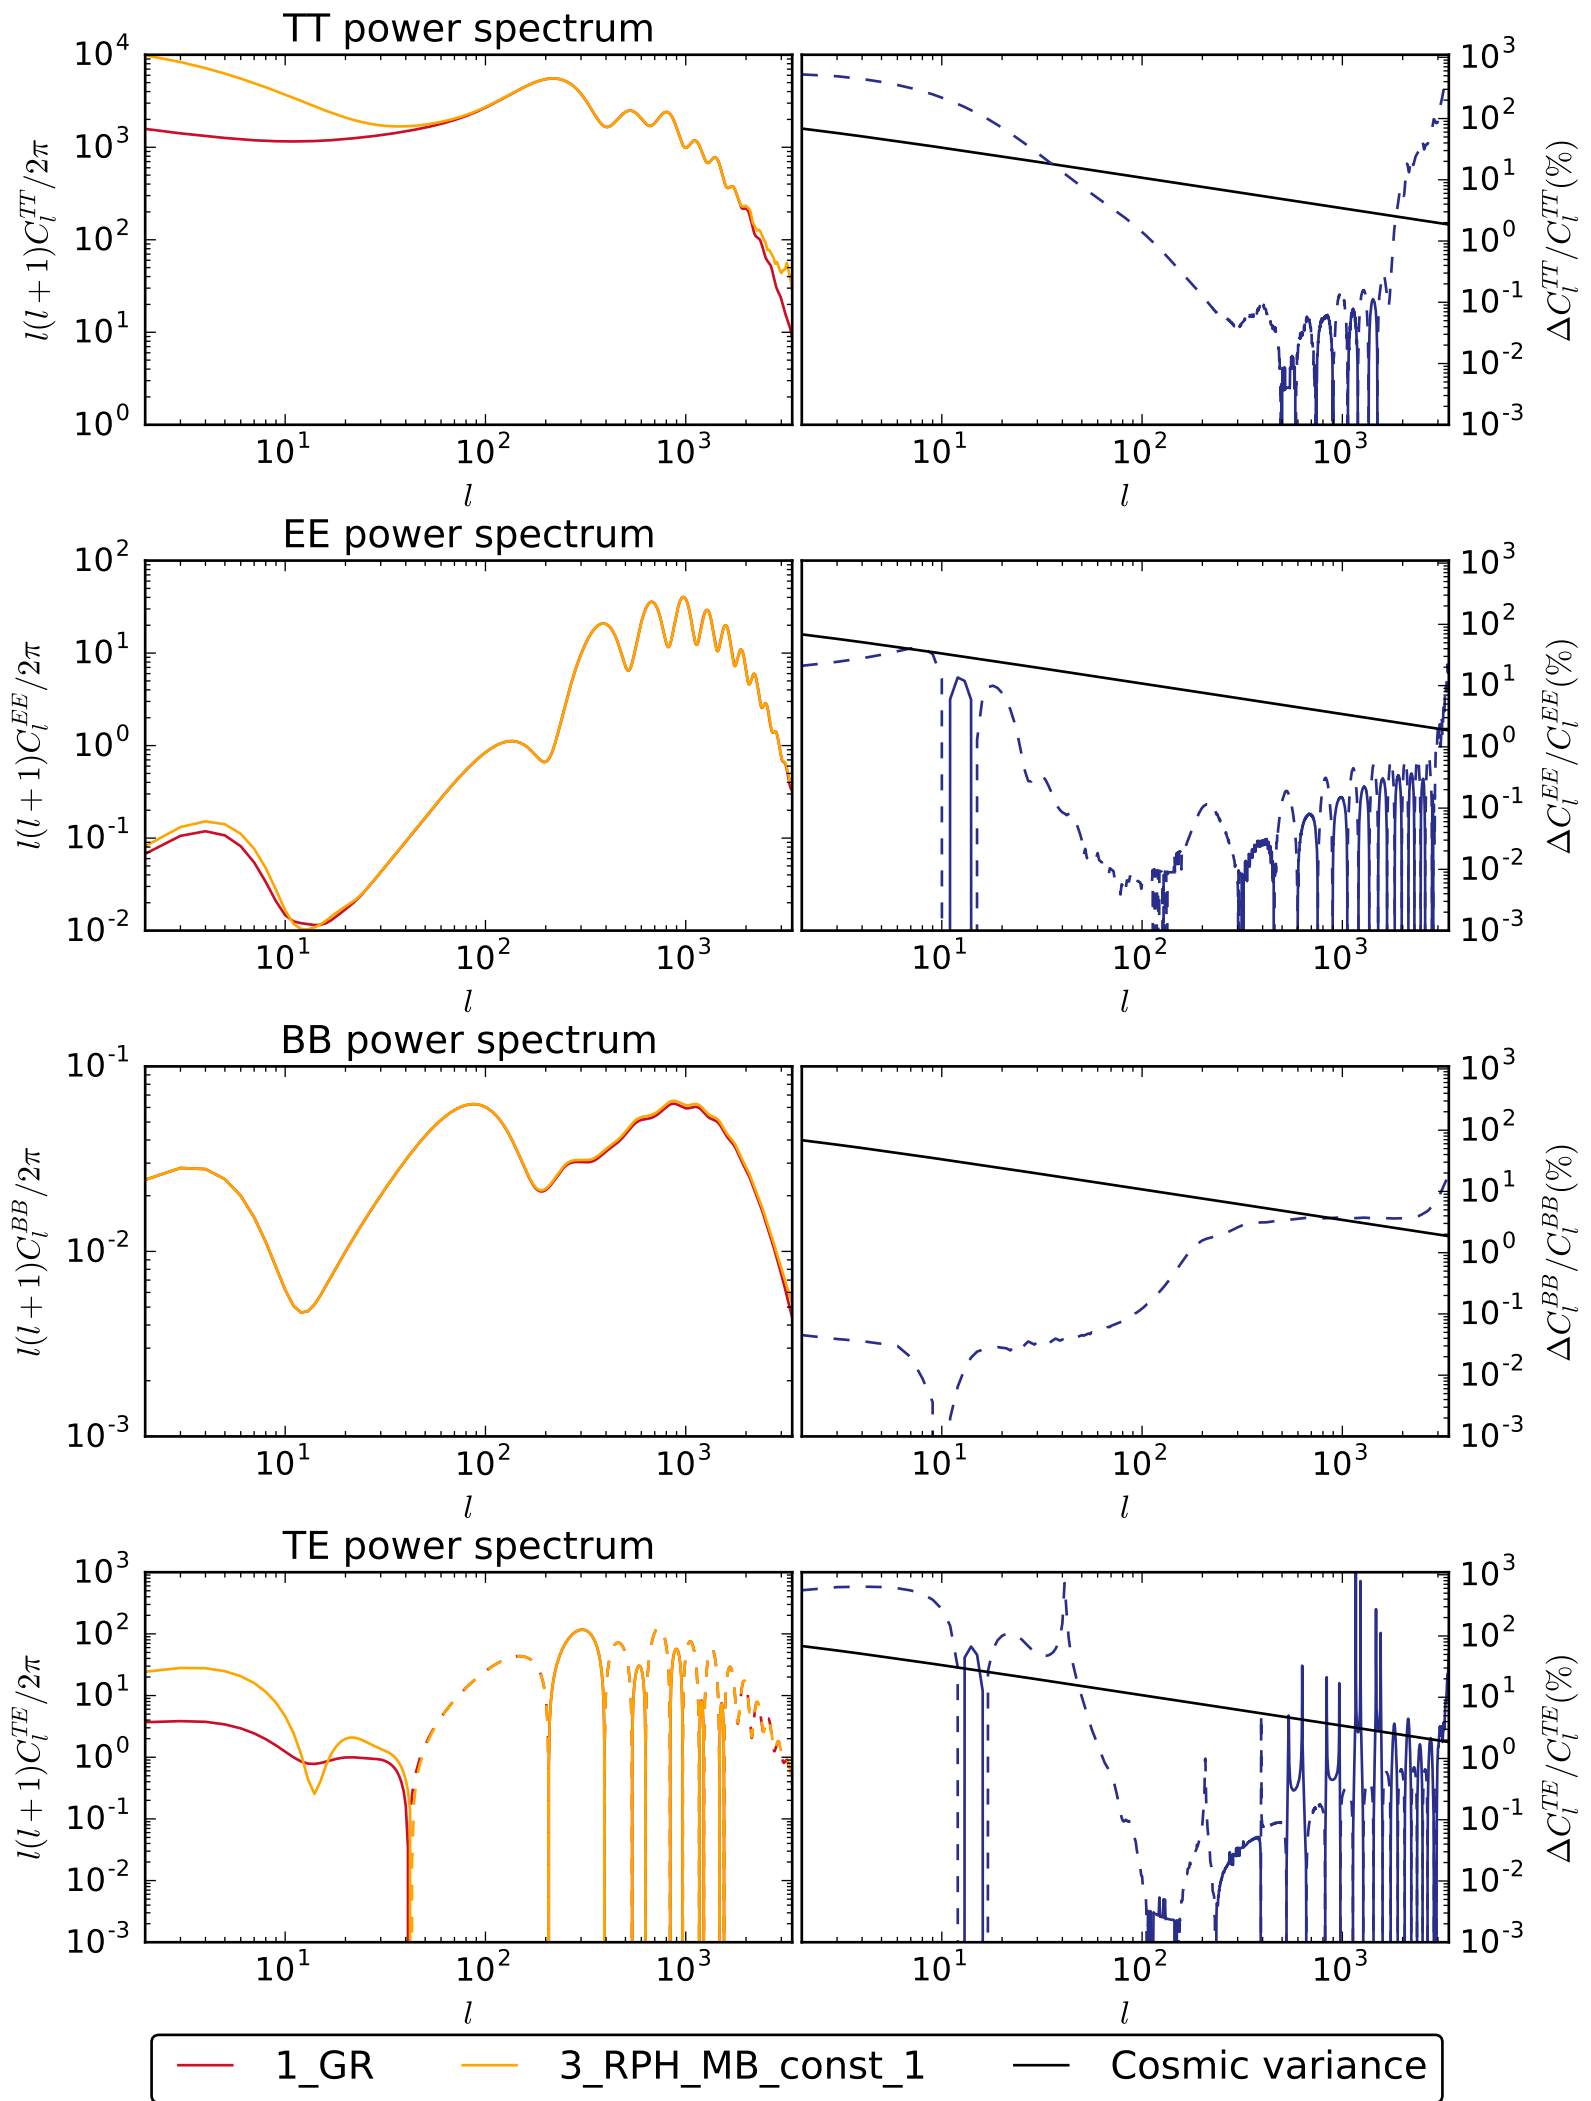 TT power spectrum
10^4
10^3
10^2
10^1
10^0
l(l + 1)C_l^{TT}/2π
10^1 10^2 10^3
l
10^1 10^2 10^3
l
10^3
10^2
10^1
10^0
10^-1
10^-2
10^-3
ΔC_l^{TT}/C_l^{TT}(%)
EE power spectrum
10^2
10^1
10^0
10^-1
10^-2
l(l + 1)C_l^{EE}/2π
10^1 10^2 10^3
l
10^1 10^2 10^3
l
10^3
10^2
10^1
10^0
10^-1
10^-2
10^-3
ΔC_l^{EE}/C_l^{EE}(%)
BB power spectrum
10^-1
10^-2
10^-3
l(l + 1)C_l^{BB}/2π
10^1 10^2 10^3
l
10^1 10^2 10^3
l
10^3
10^2
10^1
10^0
10^-1
10^-2
10^-3
ΔC_l^{BB}/C_l^{BB}(%)
TE power spectrum
10^3
10^2
10^1
10^0
10^-1
10^-2
10^-3
l(l + 1)C_l^{TE}/2π
10^1 10^2 10^3
l
10^1 10^2 10^3
l
10^3
10^2
10^1
10^0
10^-1
10^-2
10^-3
ΔC_l^{TE}/C_l^{TE}(%)
1_GR 3_RPH_MB_const_1 Cosmic variance